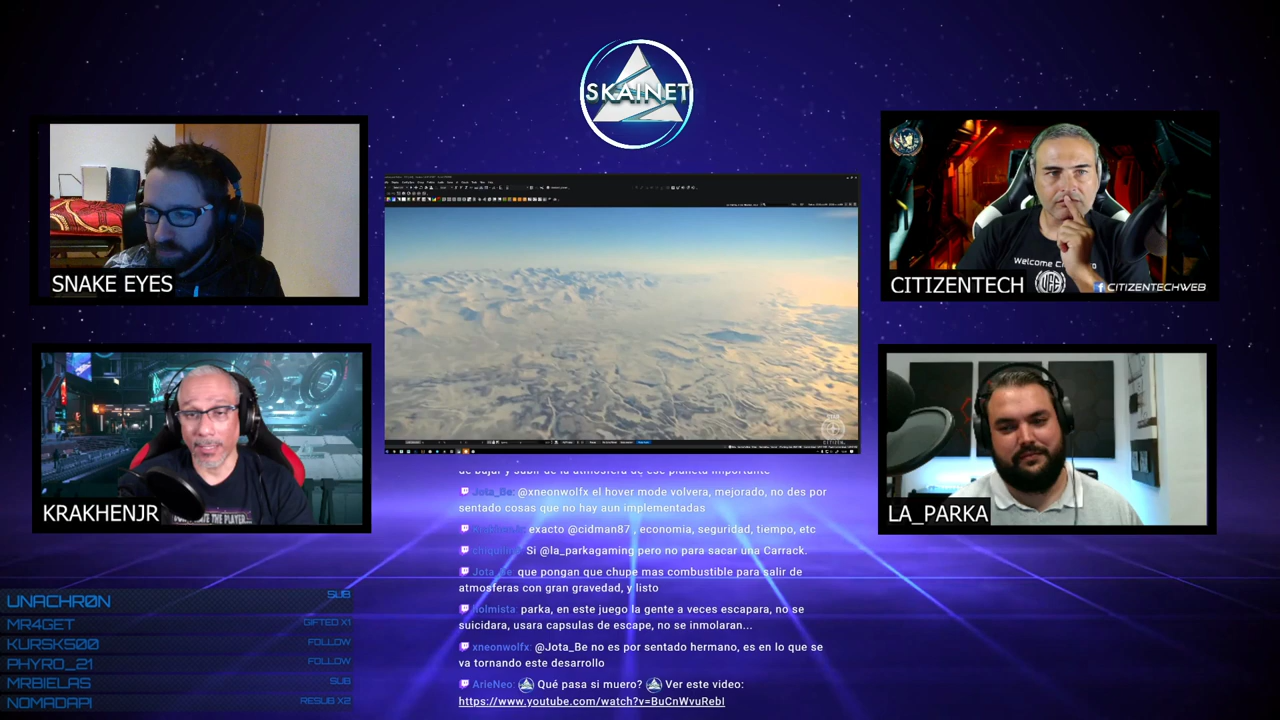 SKAINET
SNAKE EYES
Welcome
CITIZENTECH
CITIZENTECHWEB
KRAKHENJR
LA_PARKA
STAR
CITIZEN
de bajar y subir de la atmosfera de ese planeta importante
Jota_Be: @xneonwolfx el hover mode volvera, mejorado, no des por
sentado cosas que no hay aun implementadas
exacto @cidman87 , economia, seguridad, tiempo, etc
Si @la_parkagaming pero no para sacar una Carrack.
Jota_Be: que pongan que chupe mas combustible para salir de
atmosferas con gran gravedad, y listo
holmista: parka, en este juego la gente a veces escapara, no se
suicidara, usara capsulas de escape, no se inmolaran...
xneonwolfx: @Jota_Be no es por sentado hermano, es en lo que se
va tornando este desarrollo
ArieNeo: Qué pasa si muero? Ver este video:
https://www.youtube.com/watch?v=BuCnWvuRebI
UNACHR0N SUB
MR4GET GIFTED X1
KURSK500 FOLLOW
PHYRO_21 FOLLOW
MRBIELAS SUB
NOMADAPI RESUB X2